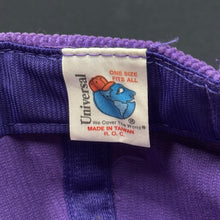 Universal
ONE SIZE
FITS ALL
We Cover The World
MADE IN TAIWAN
R.O.C.